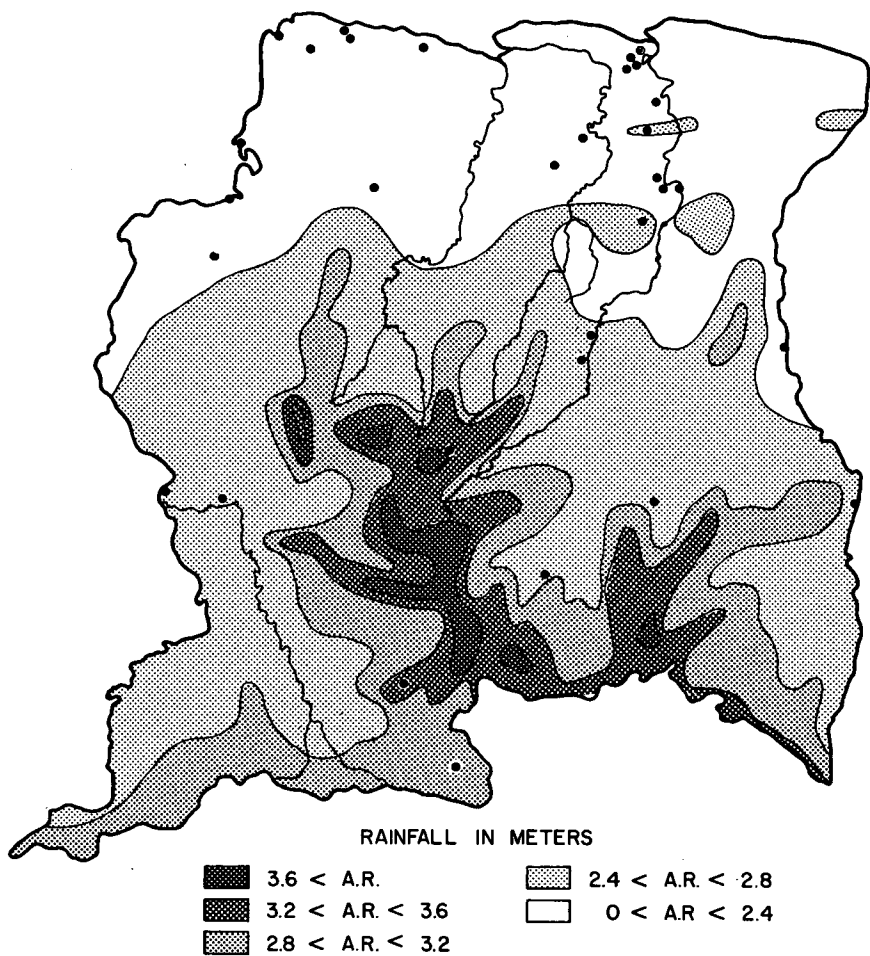 RAINFALL IN METERS
3.6 < A.R.
3.2 < A.R. < 3.6
2.8 < A.R. < 3.2
2.4 < A.R. < 2.8
0 < A.R < 2.4